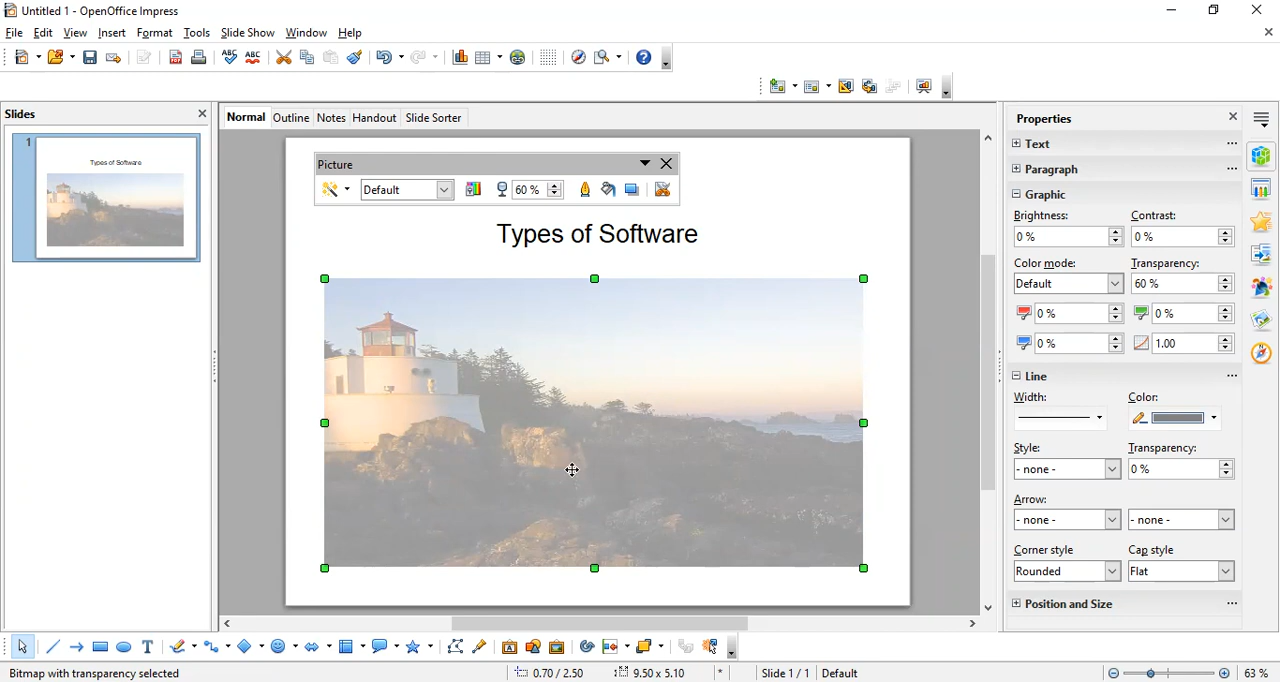 Untitled 1 - OpenOffice Impress
File Edit View Insert Format Tools Slide Show Window Help
Slides
Normal Outline Notes Handout Slide Sorter
Properties
1
Types of Software
Picture
Default 60 %
Types of Software
Text
Paragraph
Graphic
Brightness: Contrast:
0 % 0 %
Color mode: Transparency:
Default 60 %
0 % 0 %
0 % 1.00
Line
Width: Color:
Style: Transparency:
- none - 0 %
Arrow:
- none - - none -
Corner style Cap style
Rounded Flat
Position and Size
Bitmap with transparency selected 0.70 / 2.50 9.50 x 5.10 * Slide 1 / 1 Default 63 %